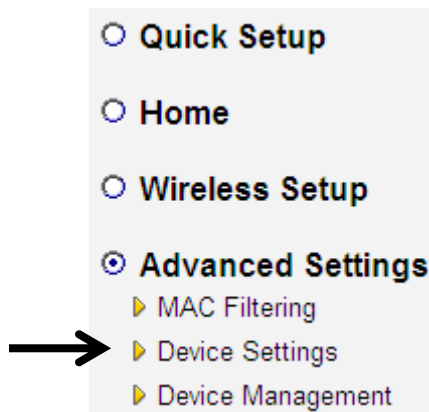 Quick Setup
Home
Wireless Setup
Advanced Settings
MAC Filtering
Device Settings
Device Management